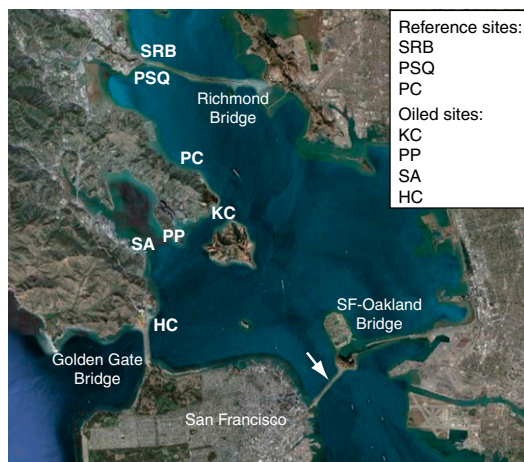 SRB
PSQ
Richmond
Bridge
PC
KC
PP
SA
HC
SF-Oakland
Bridge
Golden Gate
Bridge
San Francisco
Reference sites:
SRB
PSQ
PC
Oiled sites:
KC
PP
SA
HC